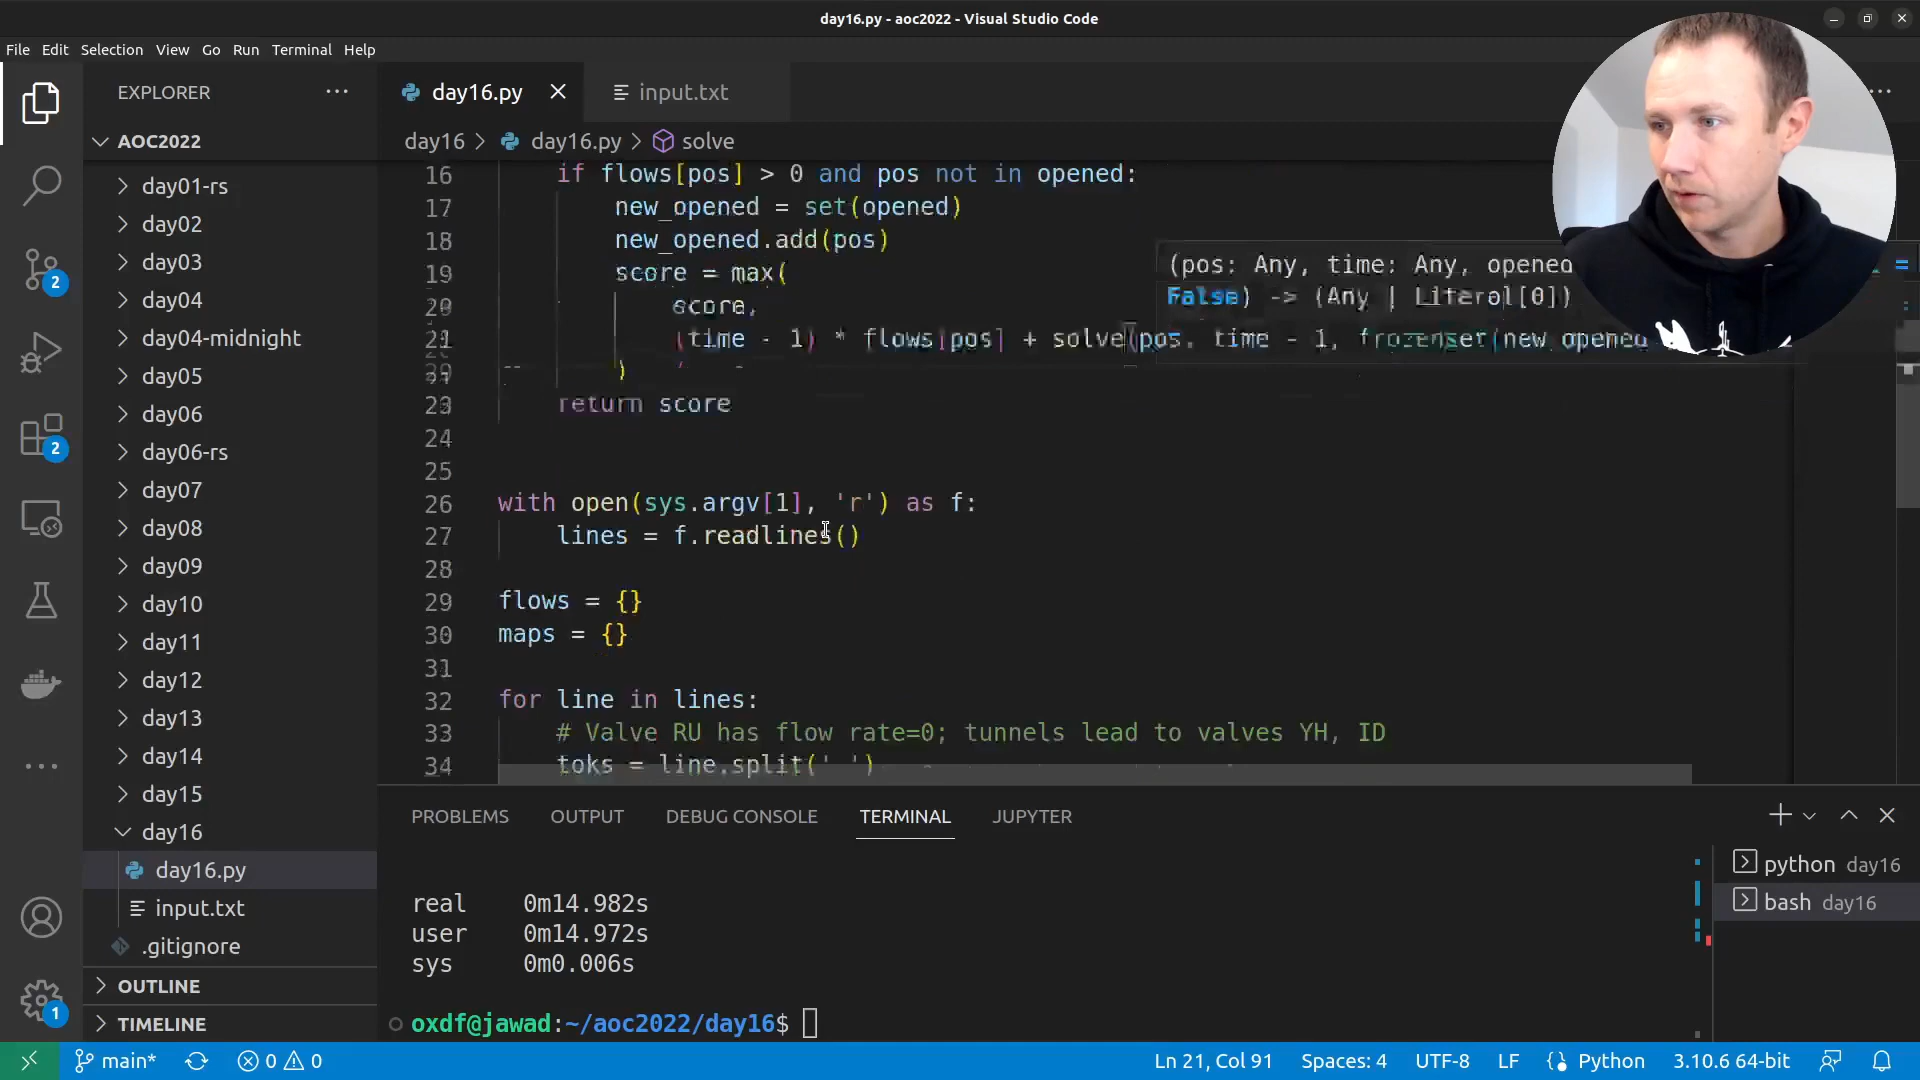 day16.py - aoc2022 - Visual Studio Code
File Edit Selection View Go Run Terminal Help
EXPLORER
AOC2022
day01-rs
day02
day03
day04
day04-midnight
day05
day06
day06-rs
day07
day08
day09
day10
day11
day12
day13
day14
day15
day16
day16.py
input.txt
.gitignore
OUTLINE
TIMELINE
2
2
1
day16.py input.txt
day16 > day16.py > solve
16 if flows[pos] > 0 and pos not in opened:
17 new_opened = set(opened)
18 new_opened.add(pos)
19 score = max(
20 score,
21 (time - 1) * flows[pos] + solve(pos, time - 1, frozenset(new_opened
)
23 return score
24
25
26 with open(sys.argv[1], 'r') as f:
27 lines = f.readlines()
28
29 flows = {}
30 maps = {}
31
32 for line in lines:
33 # Valve RU has flow rate=0; tunnels lead to valves YH, ID
34 toks = line.split(' ')
(pos: Any, time: Any, opened
False) -> (Any | Literal[0])
PROBLEMS OUTPUT DEBUG CONSOLE TERMINAL JUPYTER
real 0m14.982s
user 0m14.972s
sys 0m0.006s
oxdf@jawad:~/aoc2022/day16$
python day16
bash day16
main* 0 0 Ln 21, Col 91 Spaces: 4 UTF-8 LF Python 3.10.6 64-bit